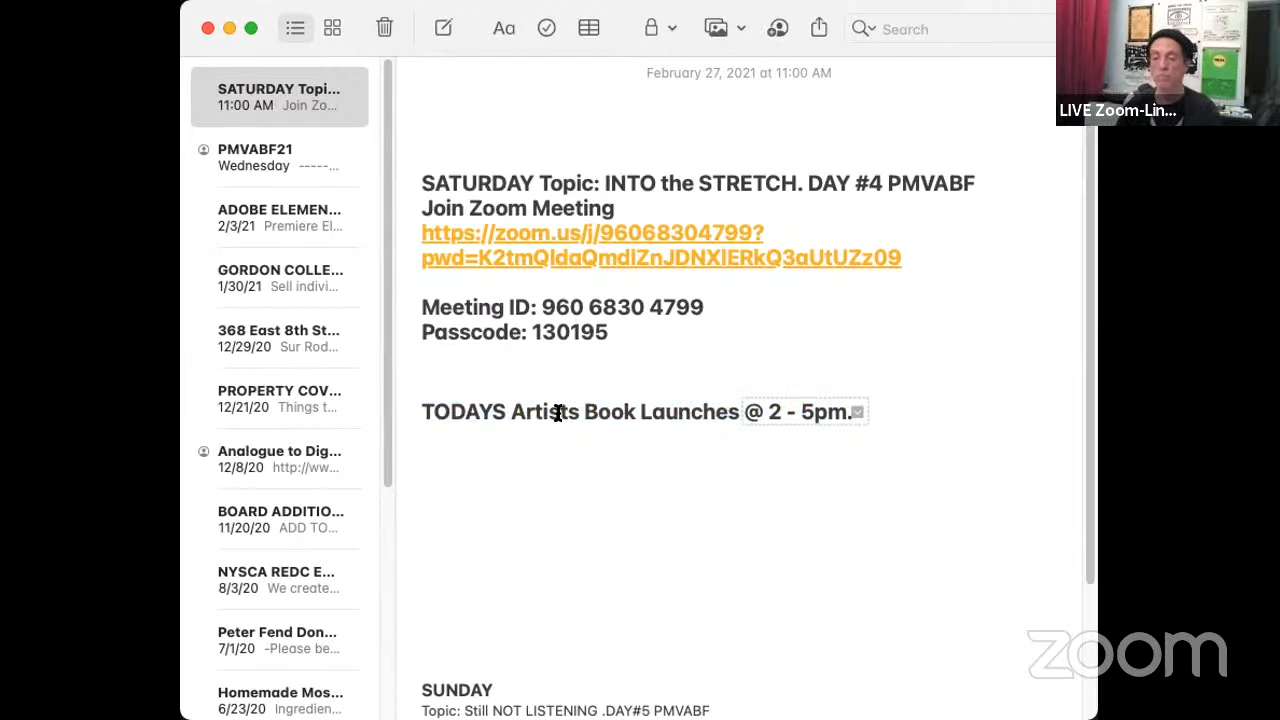 Search
February 27, 2021 at 11:00 AM
LIVE Zoom-Lin...
SATURDAY Topi...
11:00 AM Join Zo...
PMVABF21
Wednesday -----...
ADOBE ELEMEN...
2/3/21 Premiere El...
GORDON COLLE...
1/30/21 Sell indivi...
368 East 8th St...
12/29/20 Sur Rod...
PROPERTY COV...
12/21/20 Things t...
Analogue to Dig...
12/8/20 http://ww...
BOARD ADDITIO...
11/20/20 ADD TO...
NYSCA REDC E...
8/3/20 We create...
Peter Fend Don...
7/1/20 -Please be...
Homemade Mos...
6/23/20 Ingredien...
SATURDAY Topic: INTO the STRETCH. DAY #4 PMVABF
Join Zoom Meeting
https://zoom.us/j/96068304799?
pwd=K2tmQldaQmdlZnJDNXlERkQ3aUtUZz09
Meeting ID: 960 6830 4799
Passcode: 130195
TODAYS Artists Book Launches @ 2 - 5pm.
SUNDAY
Topic: Still NOT LISTENING .DAY#5 PMVABF
zoom